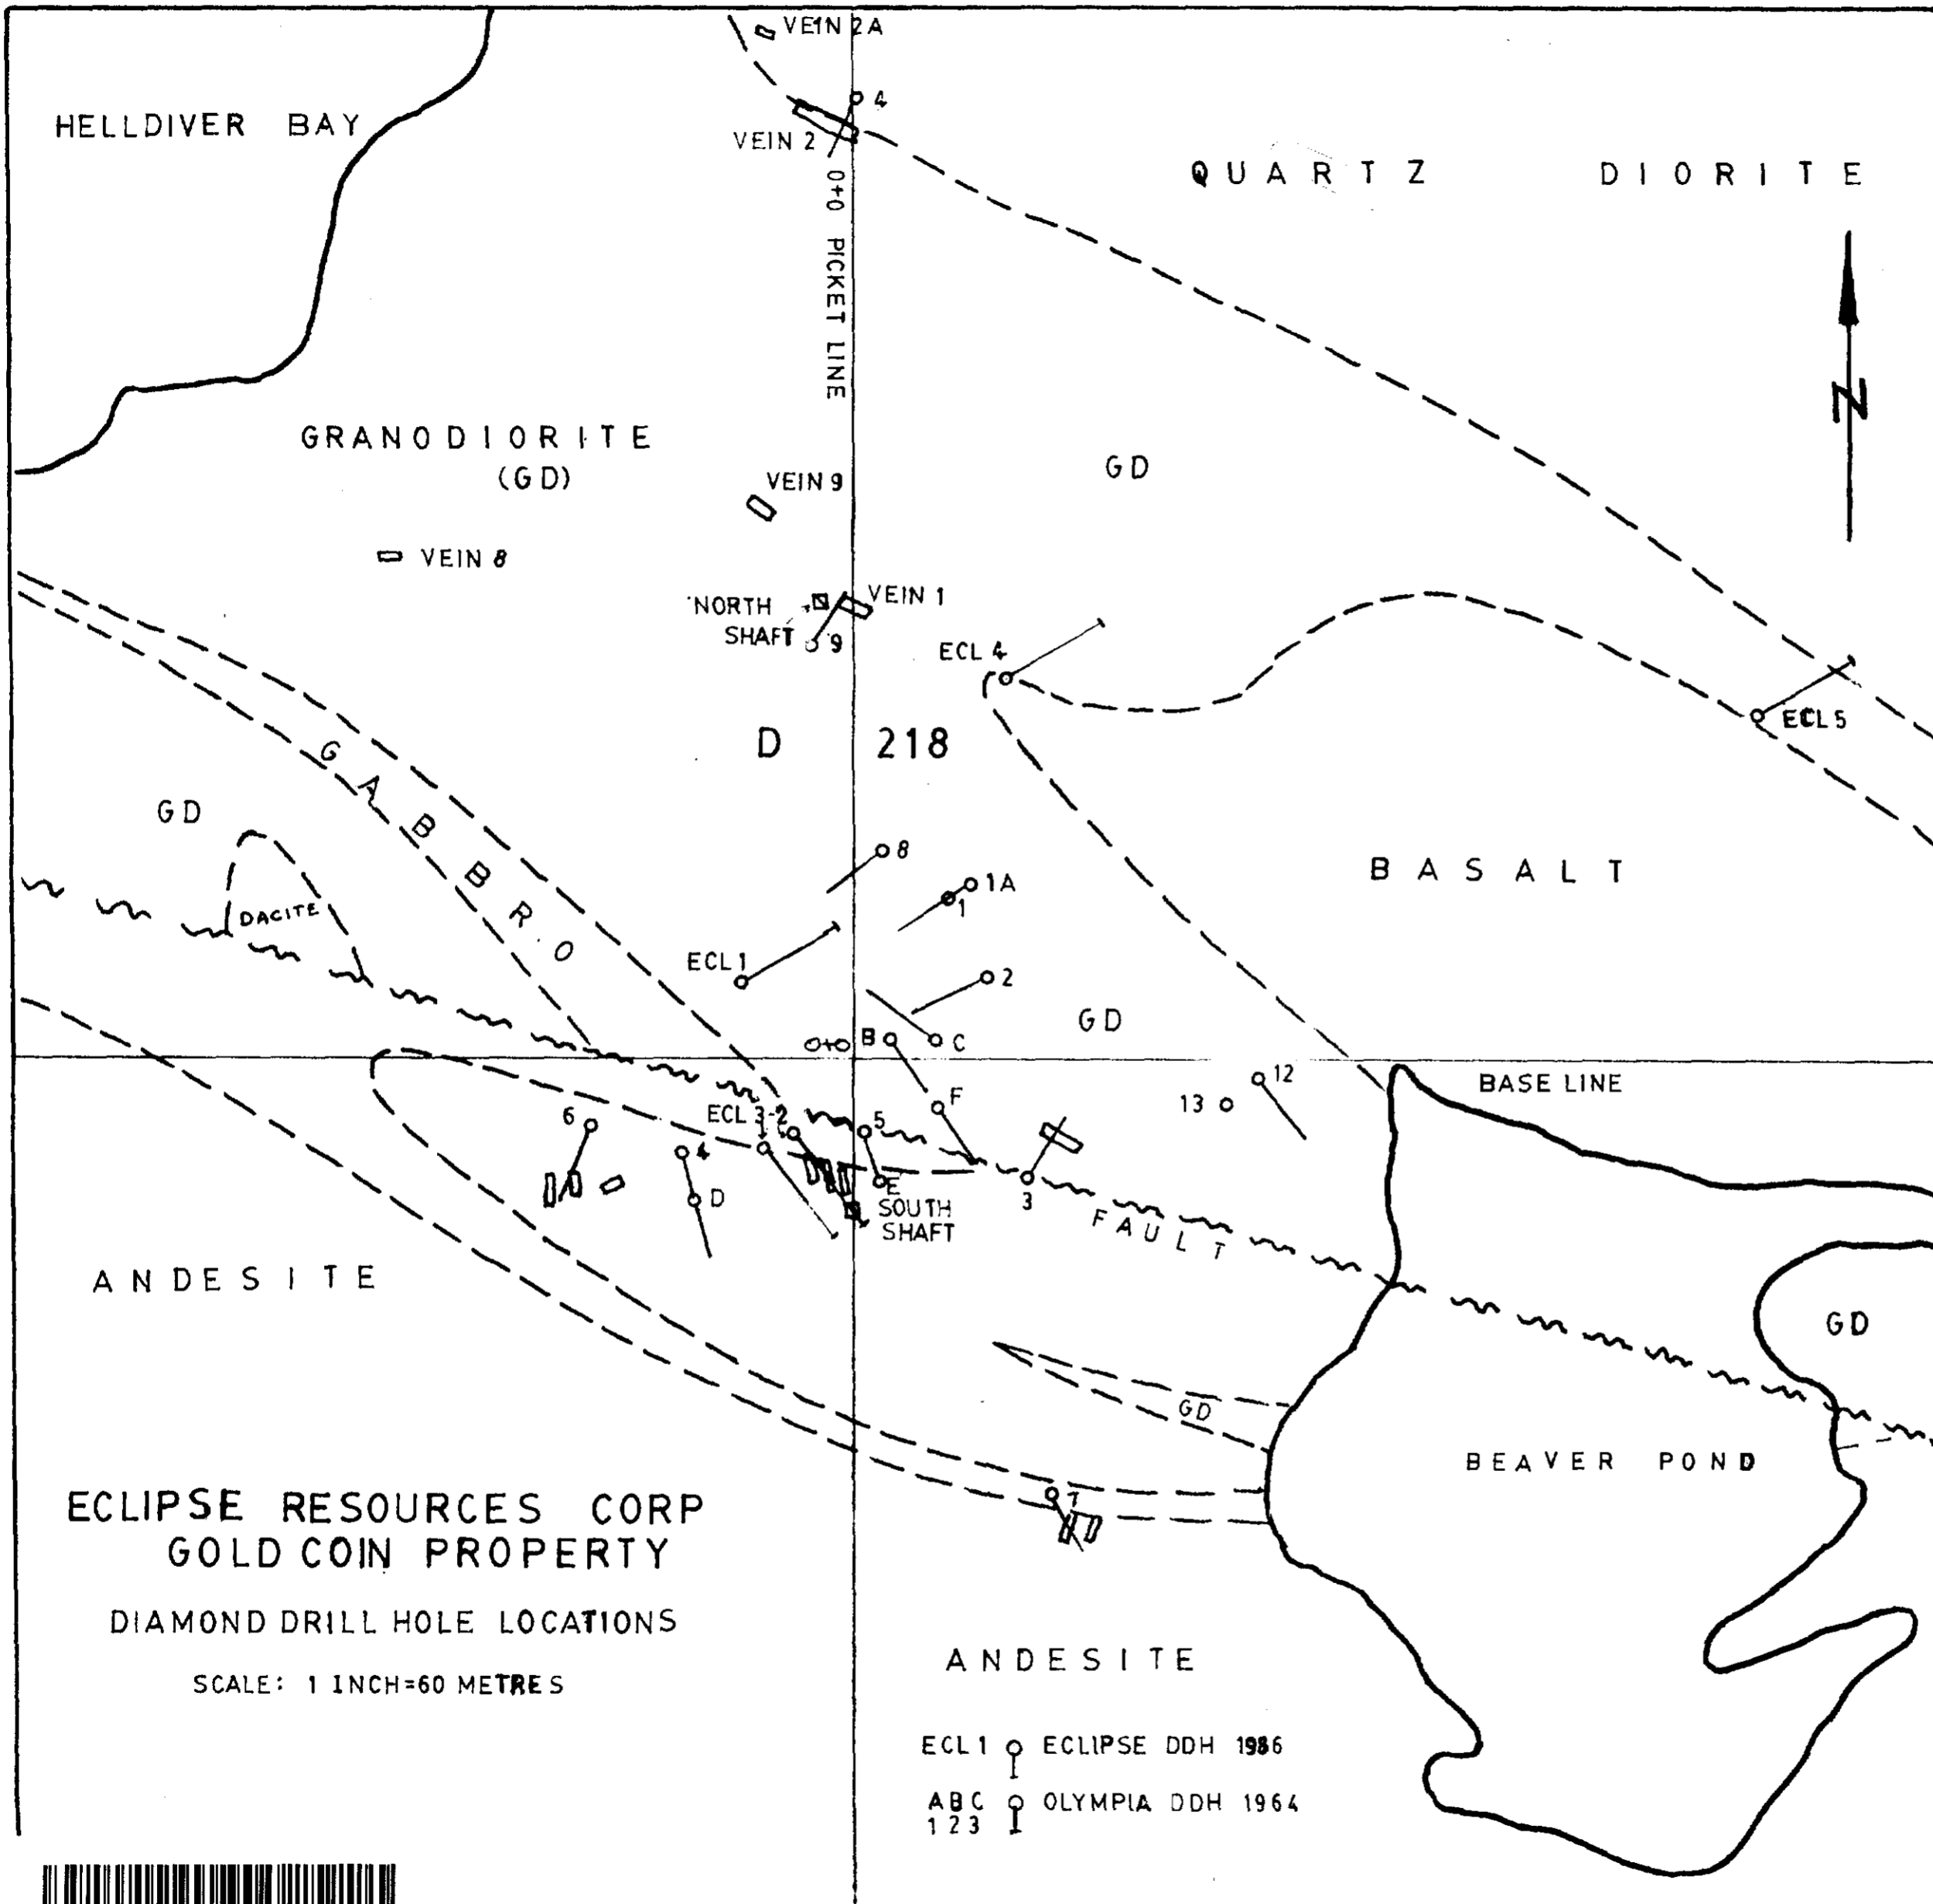 VEIN 2A
4
HELLDIVER BAY
VEIN 2
QUARTZ DIORITE
0+0 PICKET LINE
N
GRANODIORITE
(GD)
GD
VEIN 9
VEIN 8
NORTH
SHAFT
VEIN 1
9
ECL 4
ECL 5
D 218
GABBRO
GD
8
BASALT
1A
1
DACITE
ECL 1
2
GD
0+0
B
C
BASE LINE
12
13
F
6
ECL 3-2
5
4
D
E
3
SOUTH
SHAFT
FAULT
ANDESITE
GD
GD
BEAVER POND
7
ECLIPSE RESOURCES CORP
GOLD COIN PROPERTY
DIAMOND DRILL HOLE LOCATIONS
SCALE: 1 INCH=60 METRES
ANDESITE
ECL 1 ECLIPSE DDH 1986
ABC OLYMPIA DDH 1964
123